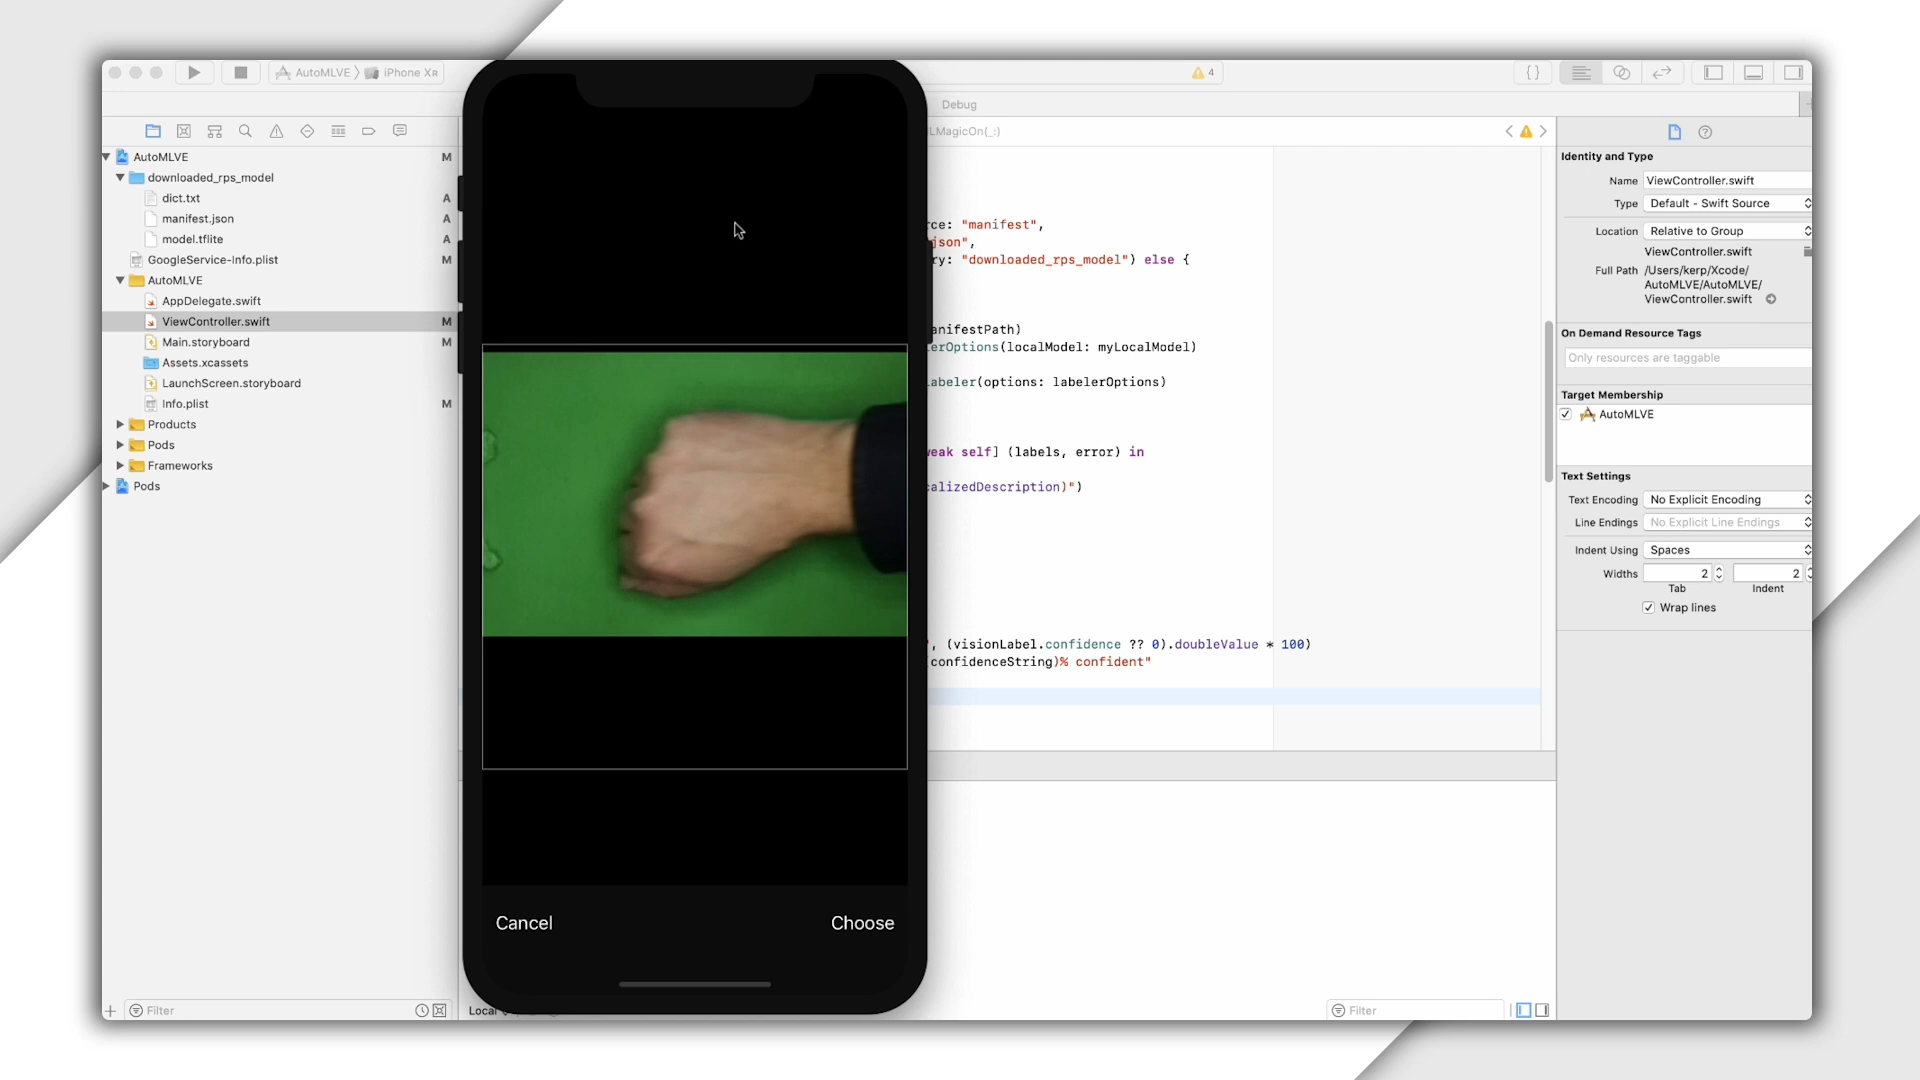 AutoMLVE
iPhone XR
4
{ }
Debug
MagicOn(_:)
AutoMLVE M
downloaded_rps_model
dict.txt A
manifest.json A
model.tflite A
GoogleService-Info.plist M
AutoMLVE
AppDelegate.swift
ViewController.swift M
Main.storyboard M
Assets.xcassets
LaunchScreen.storyboard
Info.plist M
Products
Pods
Frameworks
Pods
rce: "manifest",
json",
ry: "downloaded_rps_model") else {
anifestPath)
erOptions(localModel: myLocalModel)
abeler(options: labelerOptions)
weak self] (labels, error) in
calizedDescription)")
", (visionLabel.confidence ?? 0).doubleValue * 100)
(confidenceString)% confident"
Identity and Type
Name ViewController.swift
Type Default - Swift Source
Location Relative to Group
ViewController.swift
Full Path /Users/kerp/Xcode/
AutoMLVE/AutoMLVE/
ViewController.swift
On Demand Resource Tags
Only resources are taggable
Target Membership
AutoMLVE
Text Settings
Text Encoding No Explicit Encoding
Line Endings No Explicit Line Endings
Indent Using Spaces
Widths 2 2
Tab Indent
Wrap lines
Cancel
Choose
Filter
Local
Filter